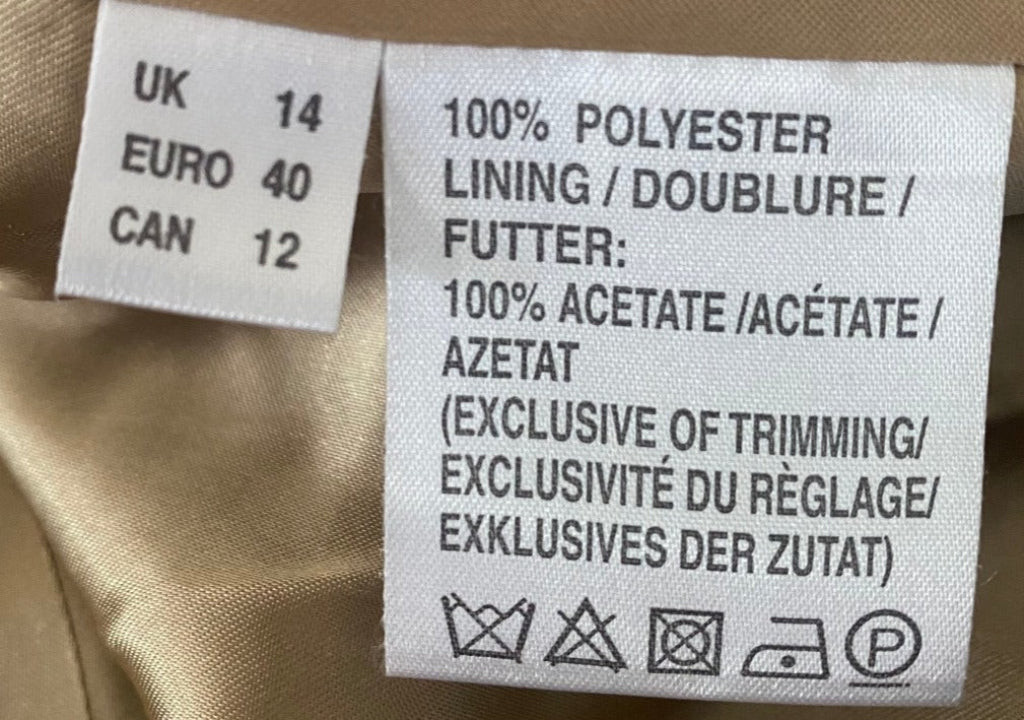 UK 14
EURO 40
CAN 12
100% POLYESTER
LINING / DOUBLURE /
FUTTER:
100% ACETATE /ACÉTATE /
AZETAT
(EXCLUSIVE OF TRIMMING/
EXCLUSIVITÉ DU RÈGLAGE/
EXKLUSIVES DER ZUTAT)
P